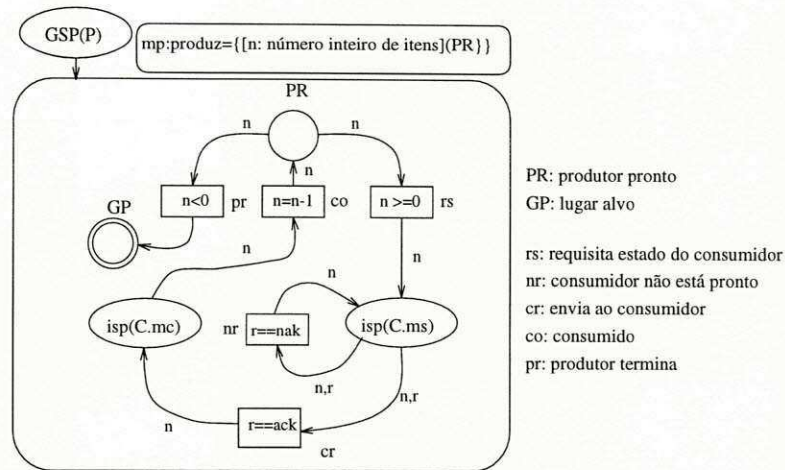 GSP(P)
mp:produz={[n: número inteiro de itens](PR}}
PR
n
n
n
GP
n<0
pr
n=n-1
co
n >=0
rs
n
n
n
isp(C.mc)
nr
r==nak
isp(C.ms)
n,r
n,r
n
r==ack
cr
PR: produtor pronto
GP: lugar alvo
rs: requisita estado do consumidor
nr: consumidor não está pronto
cr: envia ao consumidor
co: consumido
pr: produtor termina